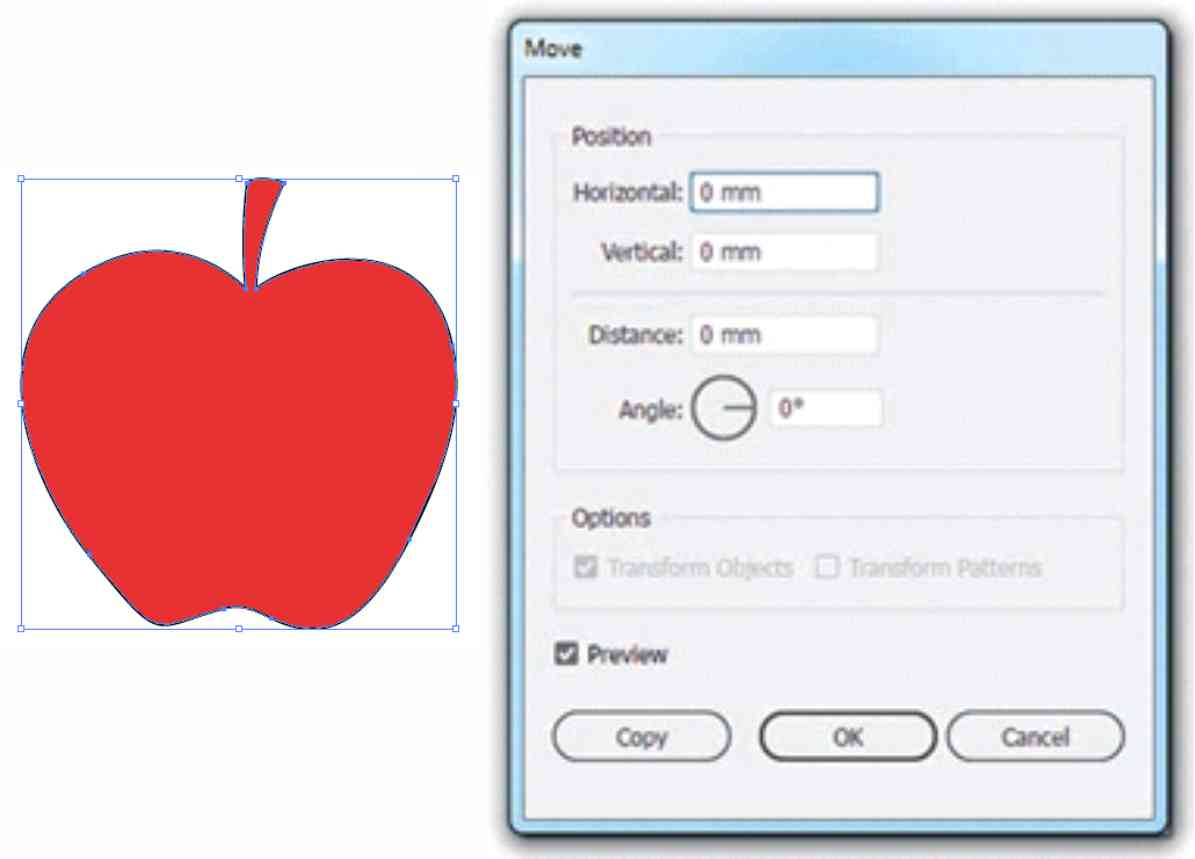 Move
Position
Horizontal: 0 mm
Vertical: 0 mm
Distance: 0 mm
Angle: 0°
Options
Transform Objects Transform Patterns
Preview
Copy OK Cancel